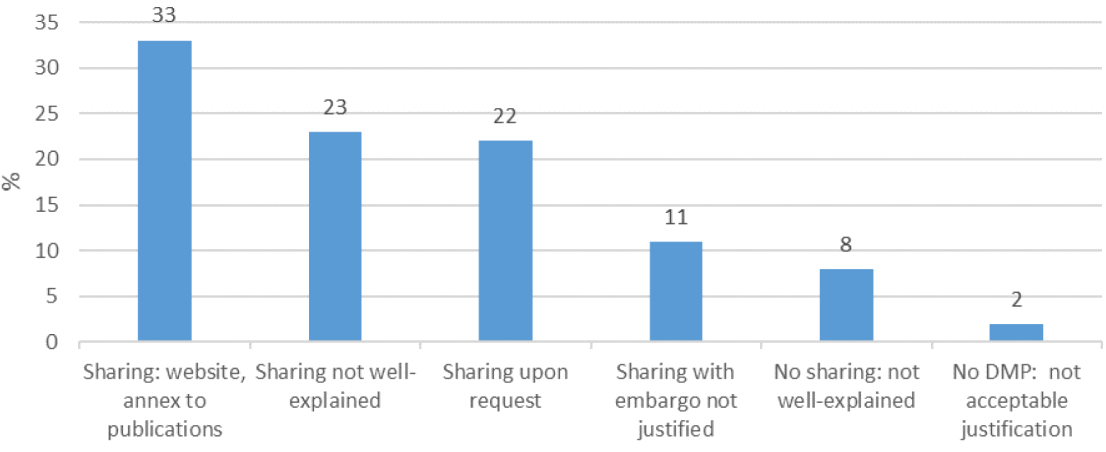 35
30
25
20
15
10
5
0
%
33
23
22
11
8
2
Sharing: website,
annex to
publications
Sharing not well-
explained
Sharing upon
request
Sharing with
embargo not
justified
No sharing: not
well-explained
No DMP:  not
acceptable
justification